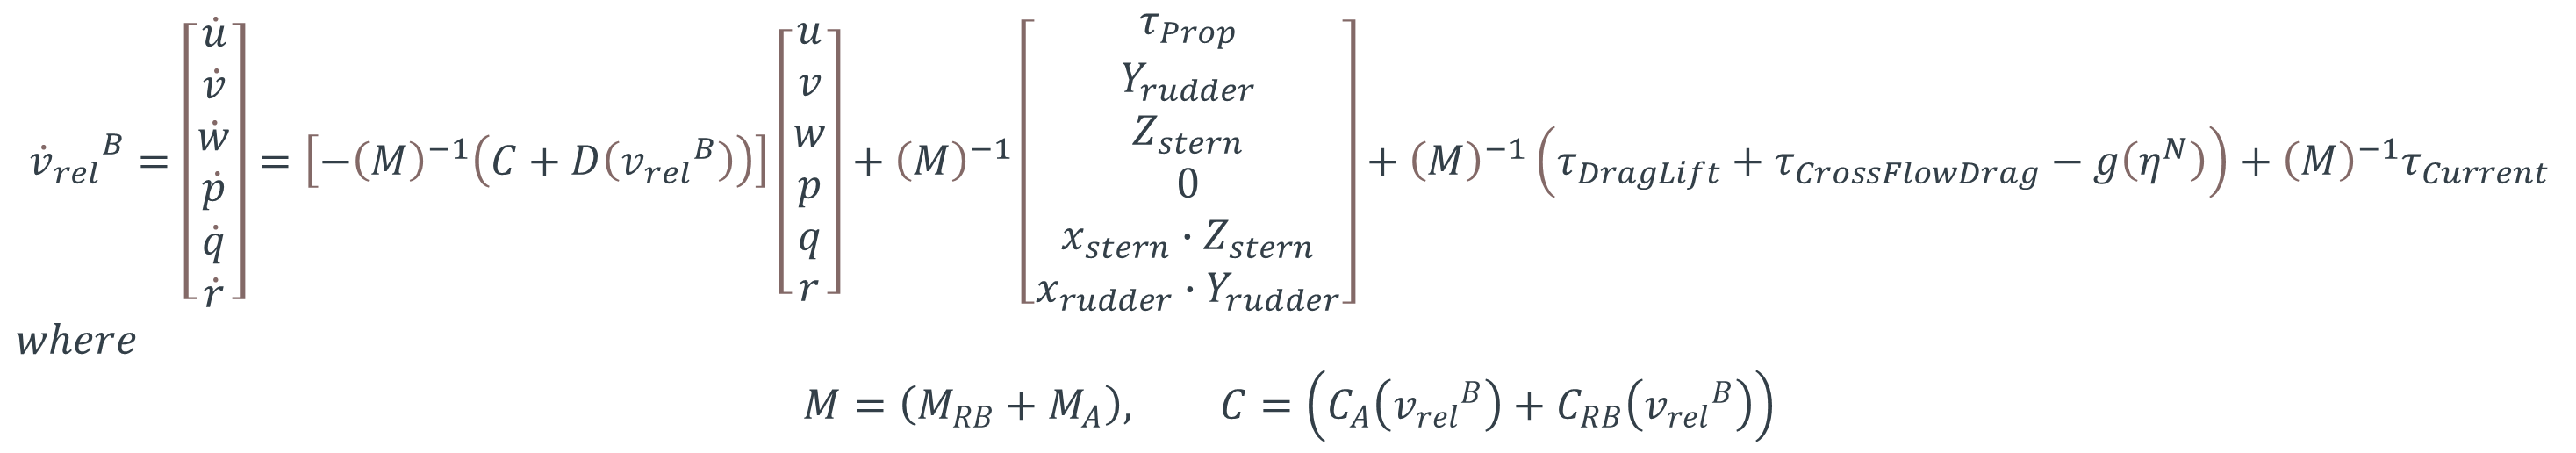 v̇_rel^B = [u̇ v̇ ẇ ṗ q̇ ṙ] = [−(M)^−1(C + D(v_rel^B))] [u v w p q r] + (M)^−1 [τ_Prop Y_rudder Z_stern 0 x_stern · Z_stern x_rudder · Y_rudder] + (M)^−1 (τ_DragLift + τ_CrossFlowDrag − g(η^N)) + (M)^−1 τ_Current
where
M = (M_RB + M_A), C = (C_A(v_rel^B) + C_RB(v_rel^B))